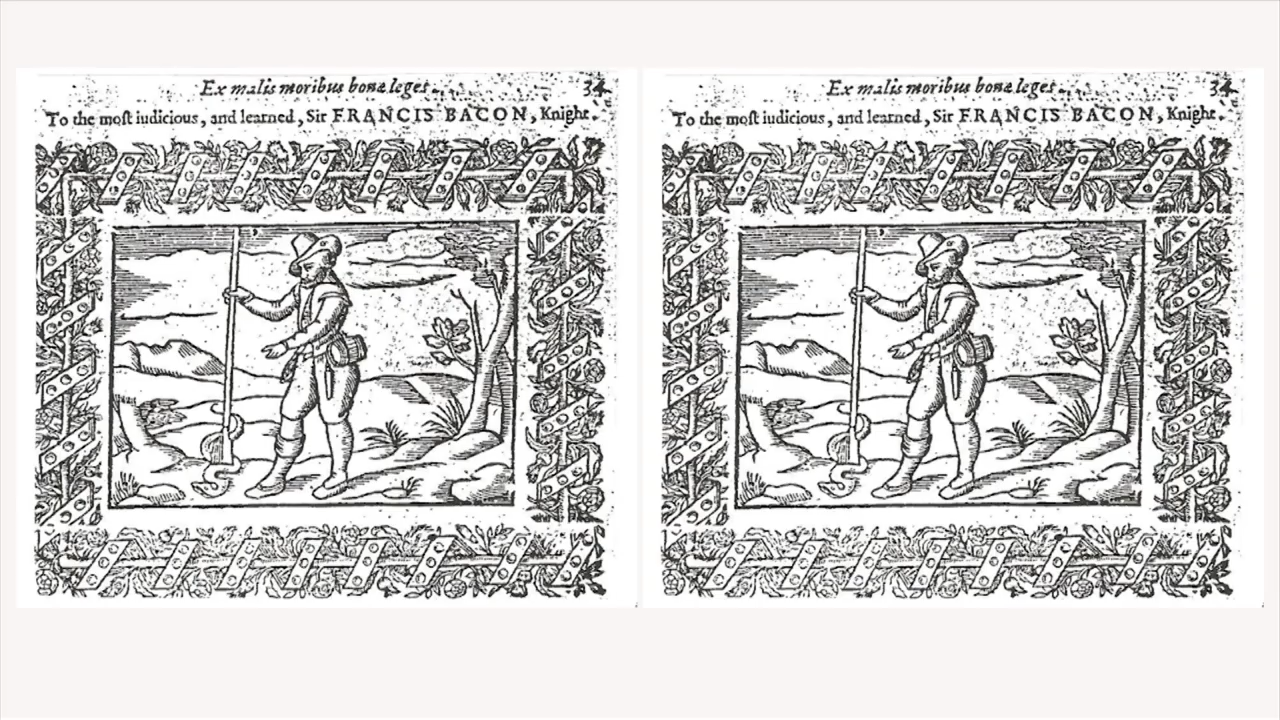 Ex malis moribus bonæ leges.
34
To the moſt iudicious, and learned, Sir FRANCIS BACON, Knight.
Ex malis moribus bonæ leges.
34
To the moſt iudicious, and learned, Sir FRANCIS BACON, Knight.